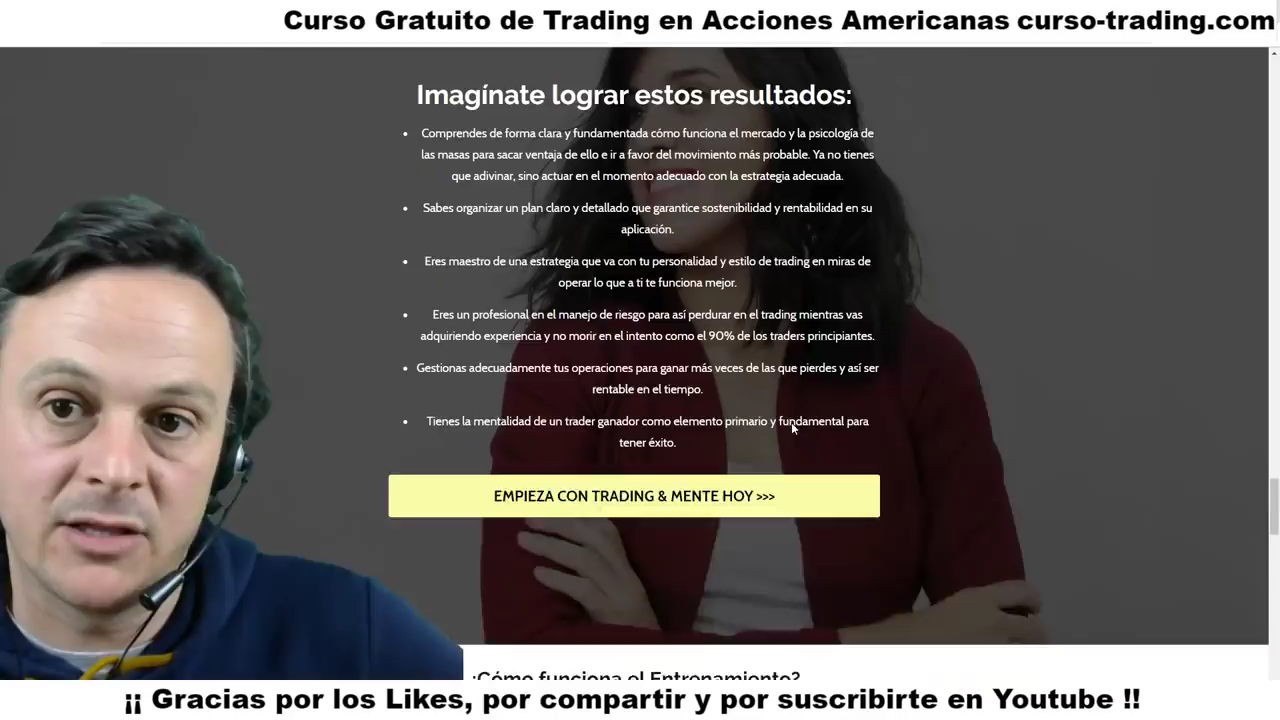 Curso Gratuito de Trading en Acciones Americanas curso-trading.com
Imagínate lograr estos resultados:
• Comprendes de forma clara y fundamentada cómo funciona el mercado y la psicología de
las masas para sacar ventaja de ello e ir a favor del movimiento más probable. Ya no tienes
que adivinar, sino actuar en el momento adecuado con la estrategia adecuada.
• Sabes organizar un plan claro y detallado que garantice sostenibilidad y rentabilidad en su
aplicación.
• Eres maestro de una estrategia que va con tu personalidad y estilo de trading en miras de
operar lo que a ti te funciona mejor.
• Eres un profesional en el manejo de riesgo para así perdurar en el trading mientras vas
adquiriendo experiencia y no morir en el intento como el 90% de los traders principiantes.
• Gestionas adecuadamente tus operaciones para ganar más veces de las que pierdes y así ser
rentable en el tiempo.
• Tienes la mentalidad de un trader ganador como elemento primario y fundamental para
tener éxito.
EMPIEZA CON TRADING & MENTE HOY >>>
¿Cómo funciona el Entrenamiento?
¡¡ Gracias por los Likes, por compartir y por suscribirte en Youtube !!